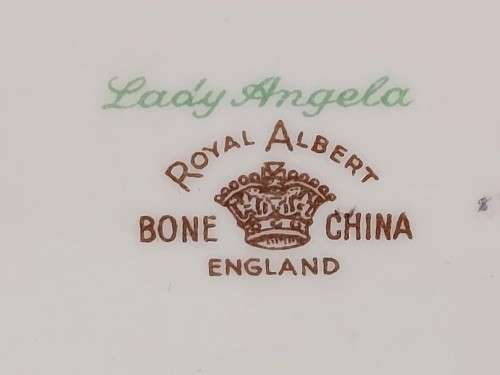 Lady Angela
ROYAL ALBERT
BONE CHINA
ENGLAND